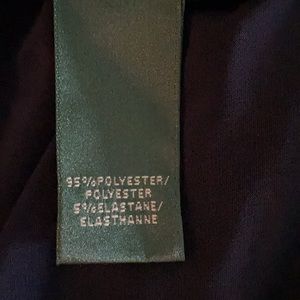 95%POLYESTER/
POLYESTER
5%ELASTANE/
ELASTHANNE